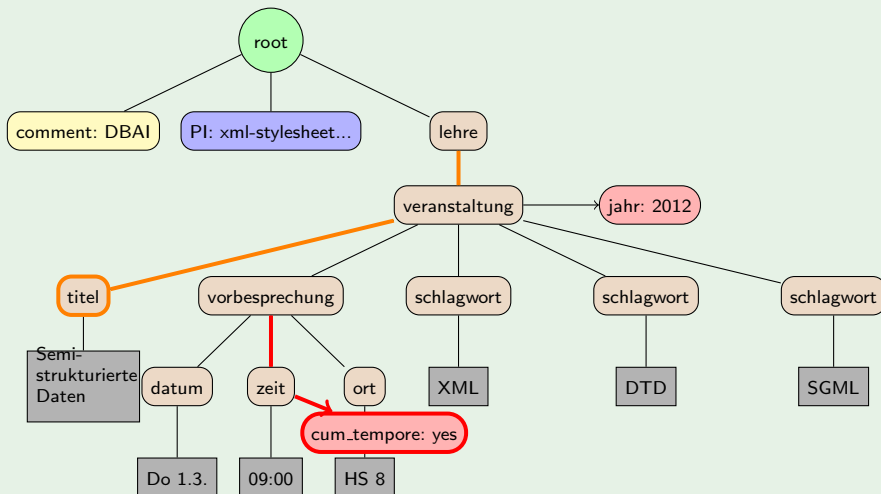 root
comment: DBAI
PI: xml-stylesheet...
lehre
veranstaltung
jahr: 2012
titel
vorbesprechung
schlagwort
schlagwort
schlagwort
Semi-
strukturierte
Daten
datum
zeit
ort
XML
DTD
SGML
cum_tempore: yes
Do 1.3.
09:00
HS 8